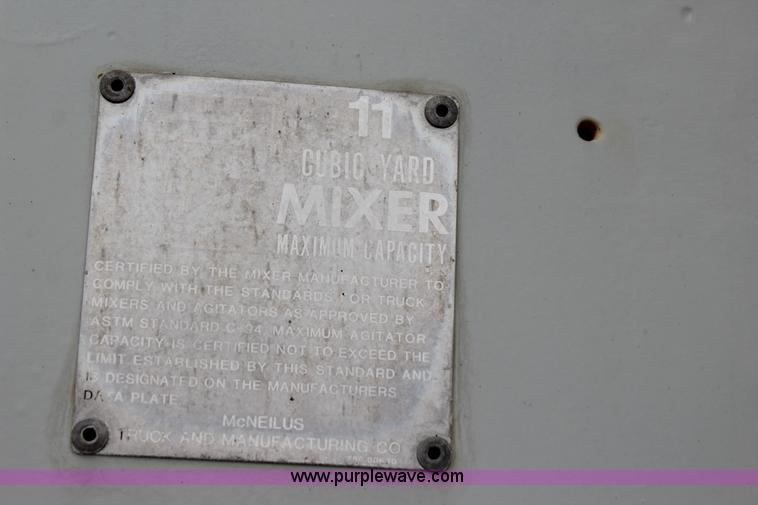 11
CUBIC YARD
MIXER
MAXIMUM CAPACITY
CERTIFIED BY THE MIXER MANUFACTURER TO
COMPLY WITH THE STANDARDS FOR TRUCK
MIXERS AND AGITATORS AS APPROVED BY
ASTM STANDARD C-94. MAXIMUM AGITATOR
CAPACITY IS CERTIFIED NOT TO EXCEED THE
LIMIT ESTABLISHED BY THIS STANDARD AND
IS DESIGNATED ON THE MANUFACTURERS
DATA PLATE
McNEILUS
TRUCK AND MANUFACTURING CO
www.purplewave.com